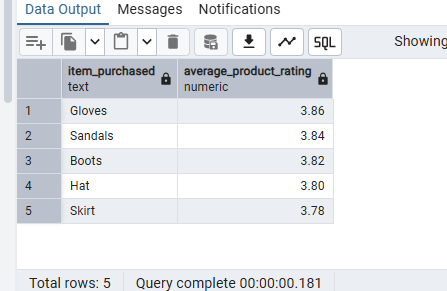 Data Output Messages Notifications
SQL Showing
item_purchased average_product_rating
text numeric
1 Gloves 3.86
2 Sandals 3.84
3 Boots 3.82
4 Hat 3.80
5 Skirt 3.78
Total rows: 5 Query complete 00:00:00.181